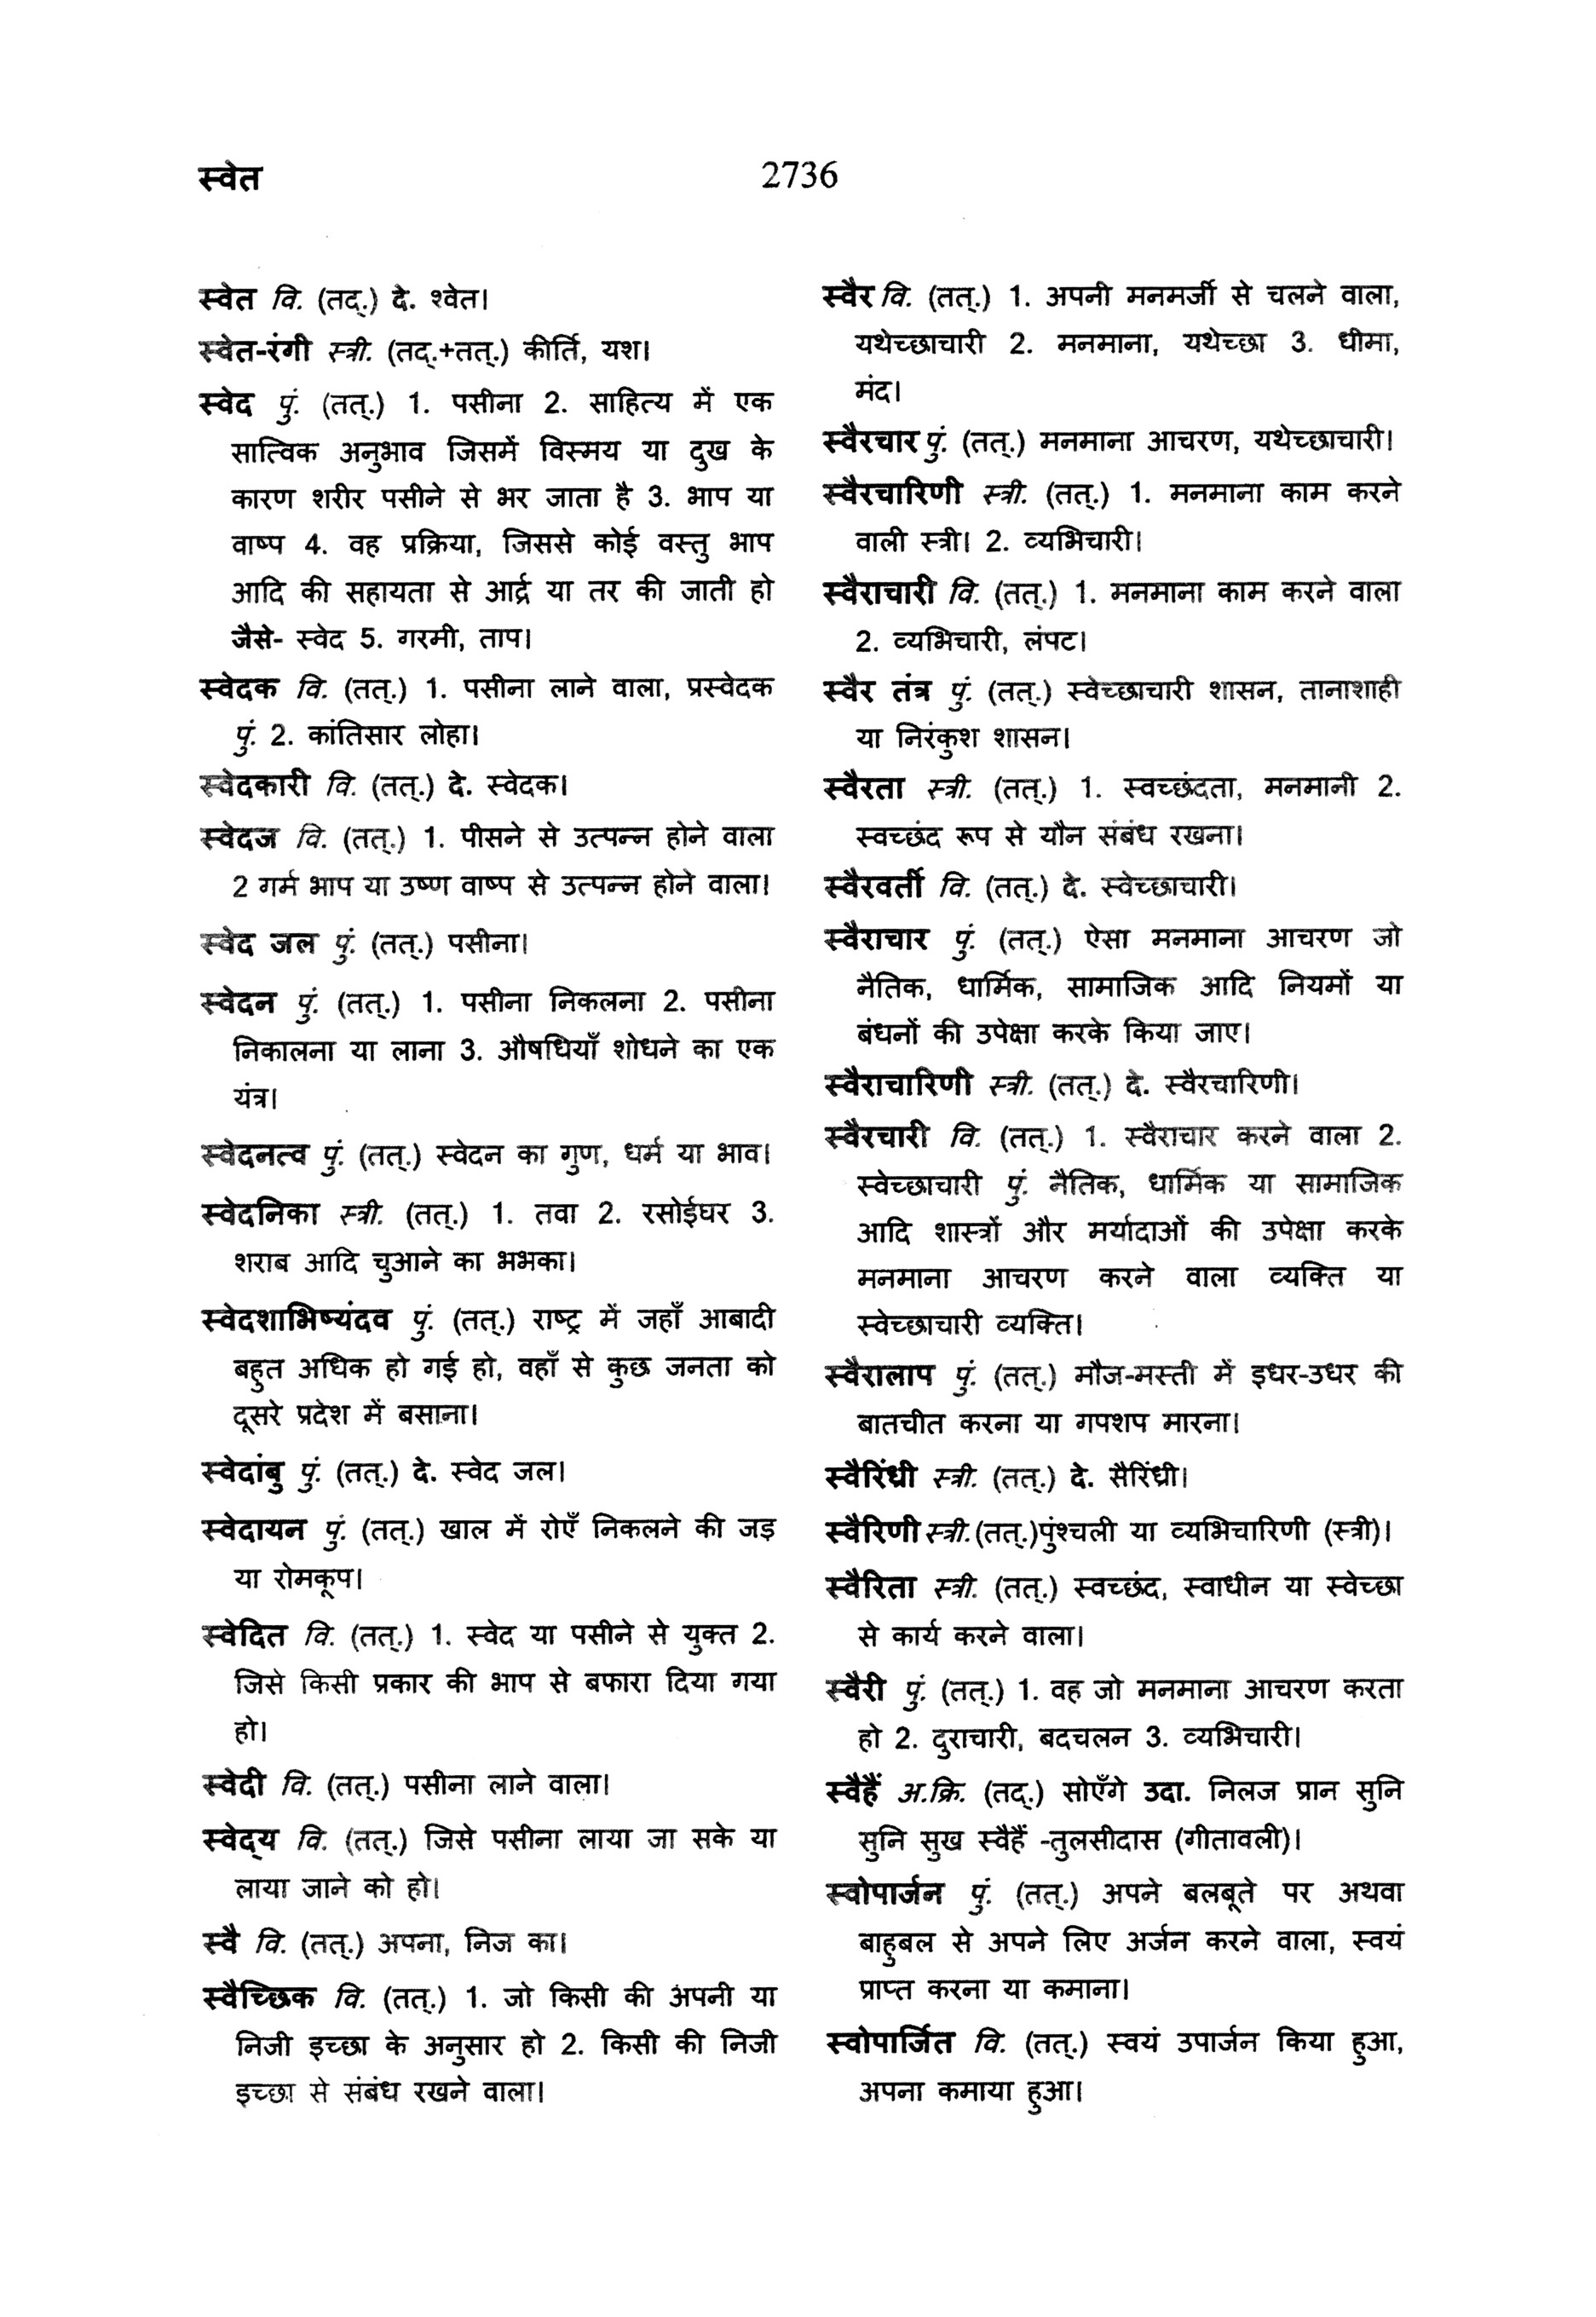 स्वेत
2736
स्वेत वि. (तद्.) दे. श्वेत।
स्वेत-रंगी स्त्री. (तद्.+तत्.) कीर्ति, यश।
स्वेद पुं. (तत्.) 1. पसीना 2. साहित्य में एक
सात्विक अनुभाव जिसमें विस्मय या दुख के
कारण शरीर पसीने से भर जाता है 3. भाप या
वाष्प 4. वह प्रक्रिया, जिससे कोई वस्तु भाप
आदि की सहायता से आर्द्र या तर की जाती हो
जैसे- स्वेद 5. गरमी, ताप।
स्वेदक वि. (तत्.) 1. पसीना लाने वाला, प्रस्वेदक
पुं. 2. कांतिसार लोहा।
स्वेदकारी वि. (तत्.) दे. स्वेदक।
स्वेदज वि. (तत्.) 1. पीसने से उत्पन्न होने वाला
2 गर्म भाप या उष्ण वाष्प से उत्पन्न होने वाला।
स्वेद जल पुं. (तत्.) पसीना।
स्वेदन पुं. (तत्.) 1. पसीना निकलना 2. पसीना
निकालना या लाना 3. औषधियाँ शोधने का एक
यंत्र।
स्वेदनत्व पुं. (तत्.) स्वेदन का गुण, धर्म या भाव।
स्वेदनिका स्त्री. (तत्.) 1. तवा 2. रसोईघर 3.
शराब आदि चुआने का भभका।
स्वेदशाभिष्यंदव पुं. (तत्.) राष्ट्र में जहाँ आबादी
बहुत अधिक हो गई हो, वहाँ से कुछ जनता को
दूसरे प्रदेश में बसाना।
स्वेदांबु पुं. (तत्.) दे. स्वेद जल।
स्वेदायन पुं. (तत्.) खाल में रोएँ निकलने की जड़
या रोमकूप।
स्वेदित वि. (तत्.) 1. स्वेद या पसीने से युक्त 2.
जिसे किसी प्रकार की भाप से बफारा दिया गया
हो।
स्वेदी वि. (तत्.) पसीना लाने वाला।
स्वेद्य वि. (तत्.) जिसे पसीना लाया जा सके या
लाया जाने को हो।
स्वै वि. (तत्.) अपना, निज का।
स्वैच्छिक वि. (तत्.) 1. जो किसी की अपनी या
निजी इच्छा के अनुसार हो 2. किसी की निजी
इच्छा से संबंध रखने वाला।
स्वैर वि. (तत्.) 1. अपनी मनमर्जी से चलने वाला,
यथेच्छाचारी 2. मनमाना, यथेच्छा 3. धीमा,
मंद।
स्वैरचार पुं. (तत्.) मनमाना आचरण, यथेच्छाचारी।
स्वैरचारिणी स्त्री. (तत्.) 1. मनमाना काम करने
वाली स्त्री। 2. व्यभिचारी।
स्वैराचारी वि. (तत्.) 1. मनमाना काम करने वाला
2. व्यभिचारी, लंपट।
स्वैर तंत्र पुं. (तत्.) स्वेच्छाचारी शासन, तानाशाही
या निरंकुश शासन।
स्वैरता स्त्री. (तत्.) 1. स्वच्छंदता, मनमानी 2.
स्वच्छंद रूप से यौन संबंध रखना।
स्वैरवर्ती वि. (तत्.) दे. स्वेच्छाचारी।
स्वैराचार पुं. (तत्.) ऐसा मनमाना आचरण जो
नैतिक, धार्मिक, सामाजिक आदि नियमों या
बंधनों की उपेक्षा करके किया जाए।
स्वैराचारिणी स्त्री. (तत्.) दे. स्वैरचारिणी।
स्वैरचारी वि. (तत्.) 1. स्वैराचार करने वाला 2.
स्वेच्छाचारी पुं. नैतिक, धार्मिक या सामाजिक
आदि शास्त्रों और मर्यादाओं की उपेक्षा करके
मनमाना आचरण करने वाला व्यक्ति या
स्वेच्छाचारी व्यक्ति।
स्वैरालाप पुं. (तत्.) मौज-मस्ती में इधर-उधर की
बातचीत करना या गपशप मारना।
स्वैरिंध्री स्त्री. (तत्.) दे. सैरिंध्री।
स्वैरिणी स्त्री. (तत्.)पुंश्चली या व्यभिचारिणी (स्त्री)।
स्वैरिता स्त्री. (तत्.) स्वच्छंद, स्वाधीन या स्वेच्छा
से कार्य करने वाला।
स्वैरी पुं. (तत्.) 1. वह जो मनमाना आचरण करता
हो 2. दुराचारी, बदचलन 3. व्यभिचारी।
स्वैहैं अ.क्रि. (तद्.) सोएँगे उदा. निलज प्रान सुनि
सुनि सुख स्वैहैं -तुलसीदास (गीतावली)।
स्वोपार्जन पुं. (तत्.) अपने बलबूते पर अथवा
बाहुबल से अपने लिए अर्जन करने वाला, स्वयं
प्राप्त करना या कमाना।
स्वोपार्जित वि. (तत्.) स्वयं उपार्जन किया हुआ,
अपना कमाया हुआ।